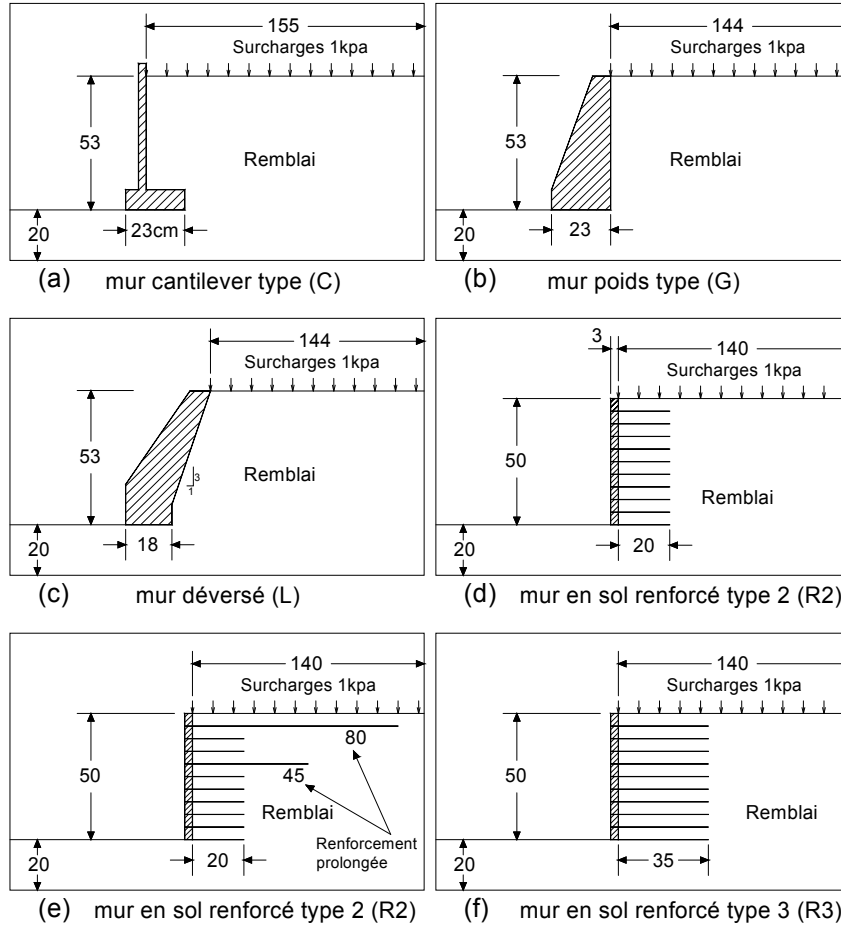 155
Surcharges 1kpa
53
Remblai
20
23cm
(a) mur cantilever type (C)
144
Surcharges 1kpa
53
Remblai
20
23
(b) mur poids type (G)
144
Surcharges 1kpa
53
Remblai
3
1
20
18
(c) mur déversé (L)
3
140
Surcharges 1kpa
50
Remblai
20
20
(d) mur en sol renforcé type 2 (R2)
140
Surcharges 1kpa
80
50
45
Remblai
Renforcement
prolongée
20
20
(e) mur en sol renforcé type 2 (R2)
140
Surcharges 1kpa
50
Remblai
20
35
(f) mur en sol renforcé type 3 (R3)